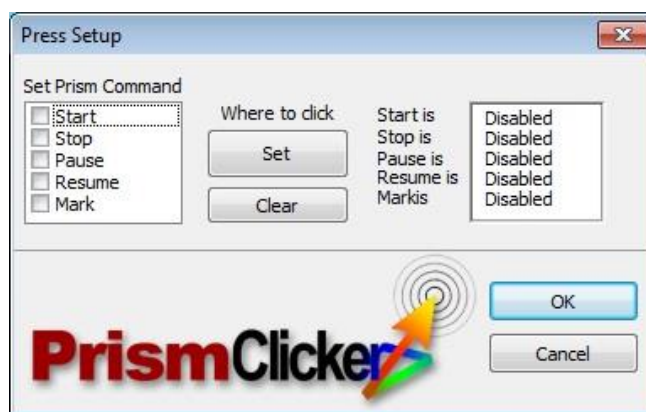 Press Setup
Set Prism Command
Start
Stop
Pause
Resume
Mark
Where to click
Set
Clear
Start is Disabled
Stop is Disabled
Pause is Disabled
Resume is Disabled
Markis Disabled
OK
Cancel
PrismClicker